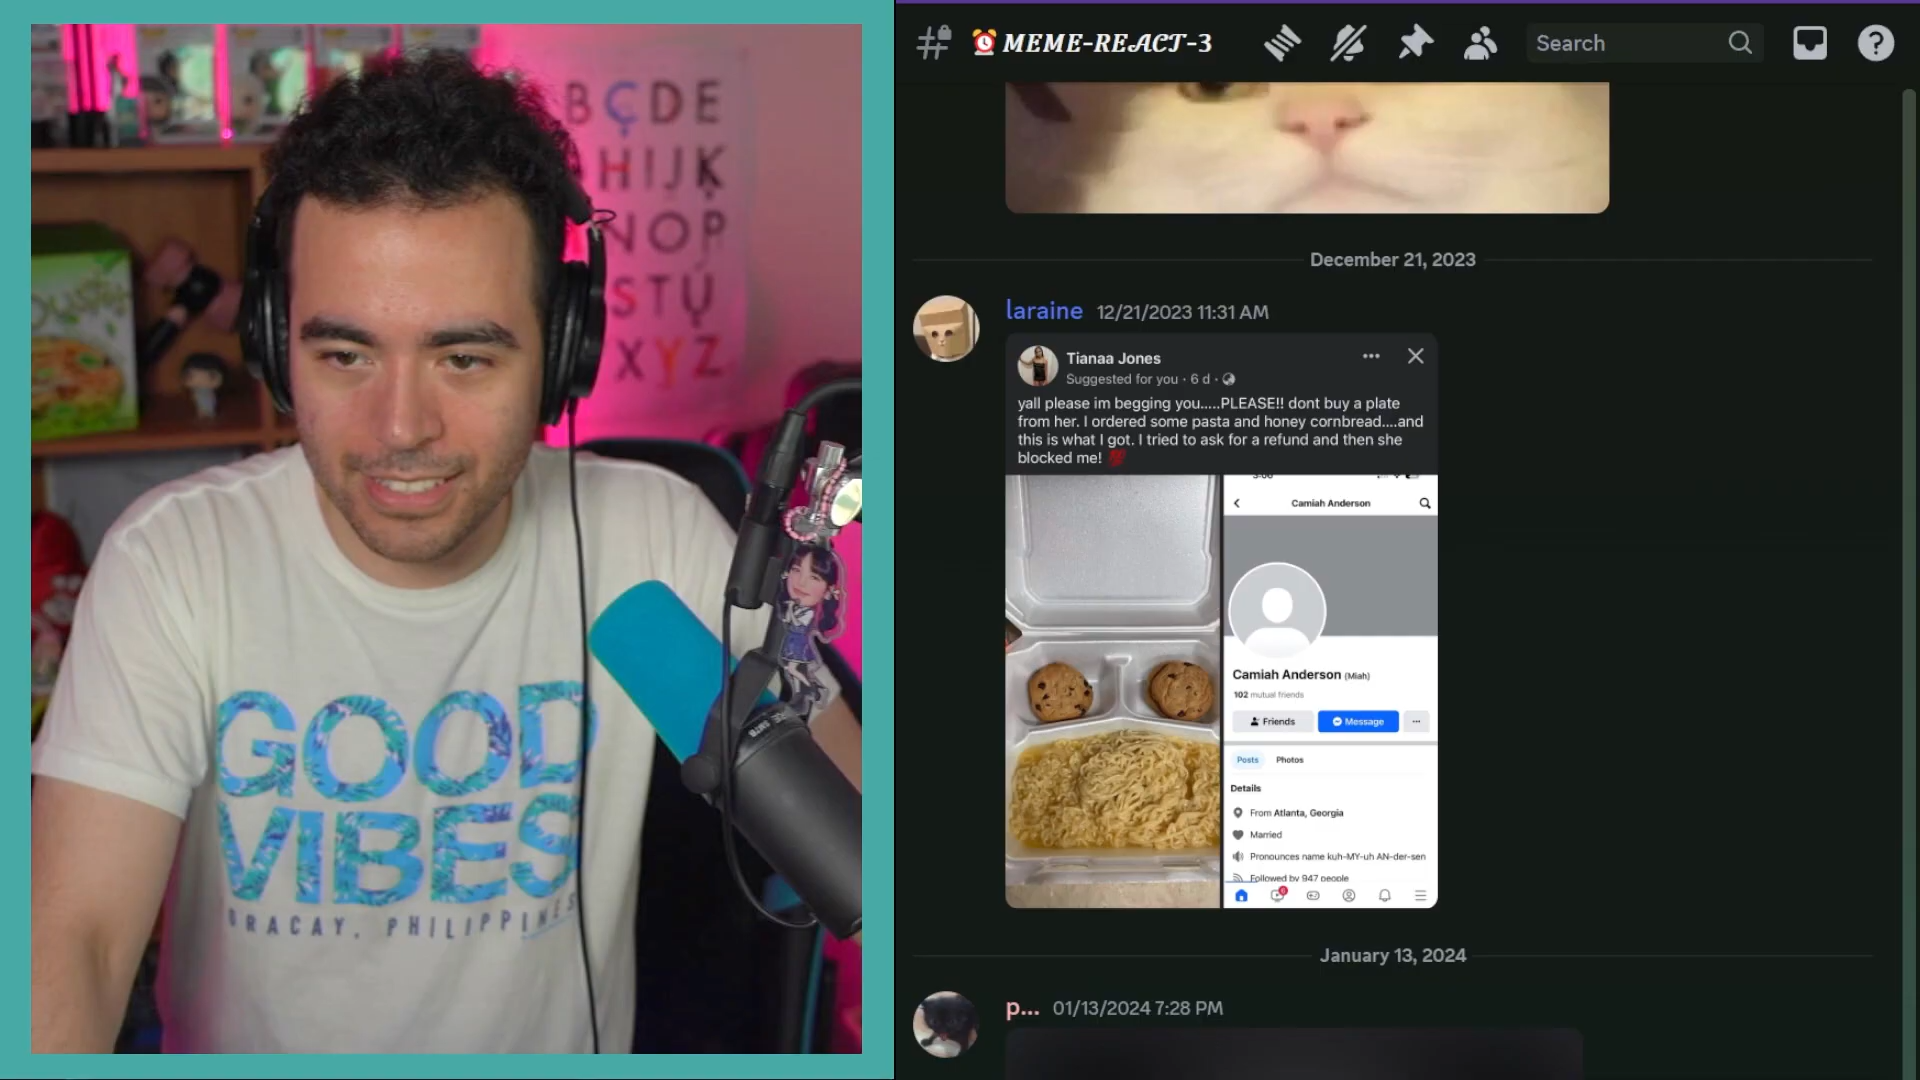 B Ç D E
H I J K
N O P
S T U
X Y Z
GOOD
VIBES
PHILIPPINES
MEME-REACT-3
Search
December 21, 2023
laraine 12/21/2023 11:31 AM
Tianaa Jones
Suggested for you · 6 d ·
yall please im begging you.....PLEASE!! dont buy a plate
from her. I ordered some pasta and honey cornbread....and
this is what I got. I tried to ask for a refund and then she
blocked me! 💯
Camiah Anderson
Camiah Anderson (Miah)
102 mutual friends
Friends
Message
Posts Photos
Details
From Atlanta, Georgia
Married
Pronounces name kuh-MY-uh AN-der-sen
Followed by 947 people
6
January 13, 2024
p... 01/13/2024 7:28 PM